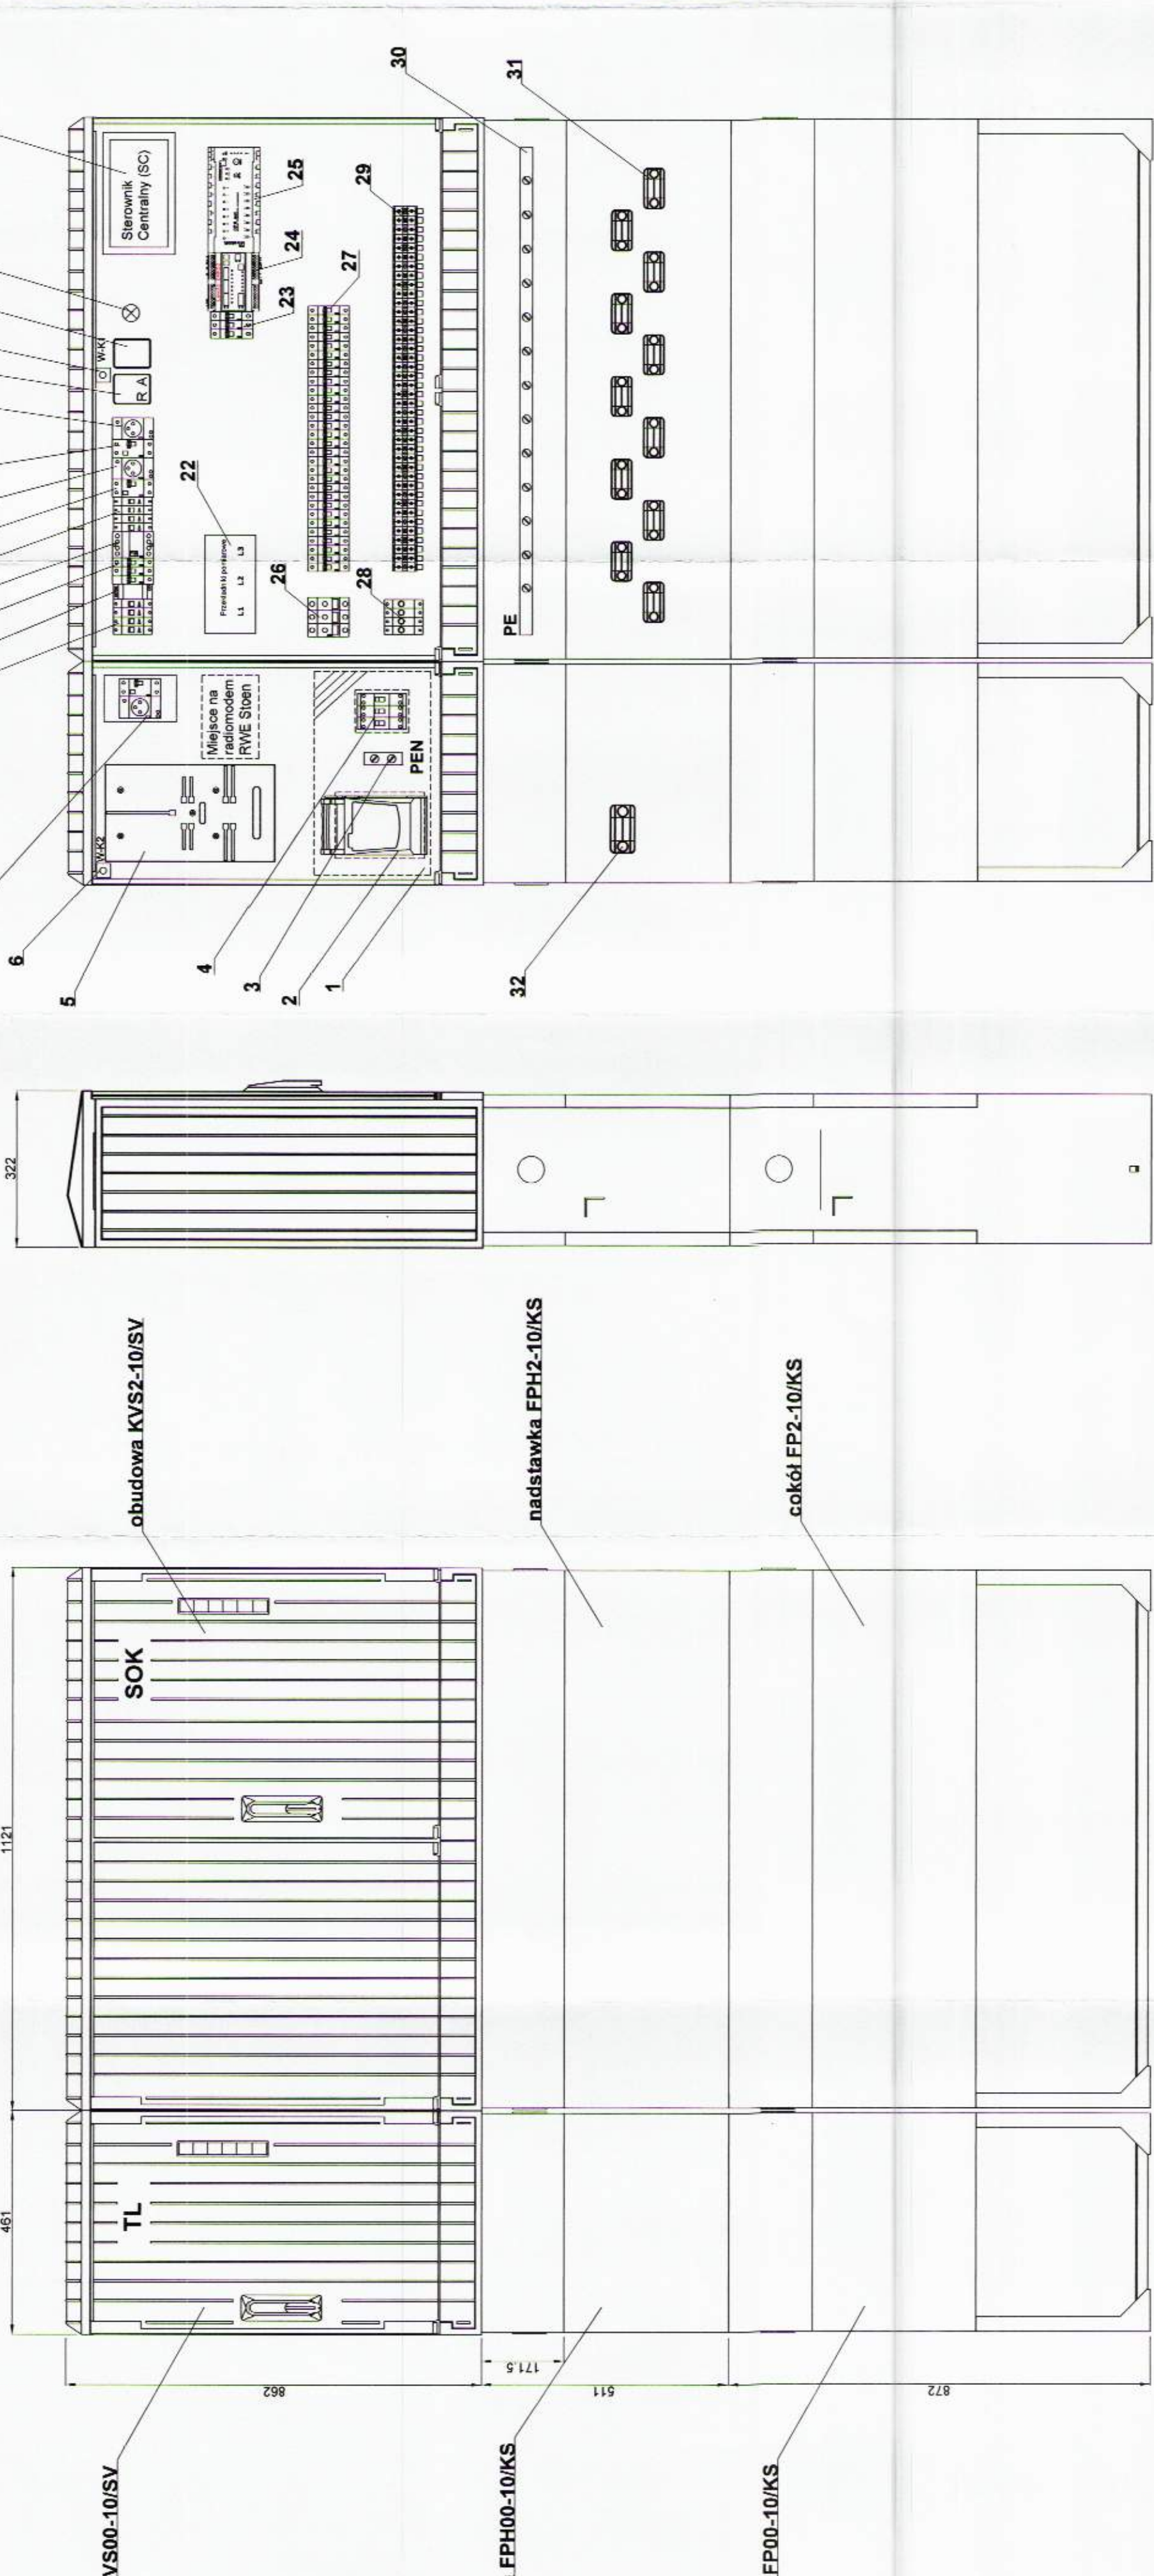 VS00-10/SV
FPH00-10/KS
FP00-10/KS
461
1121
862
171.5
511
872
TL
SOK
obudowa KVS2-10/SV
nadstawka FPH2-10/KS
cokół FP2-10/KS
322
5
6
4
3
2
1
32
W-K2
Miejsce na
radiomodem
RWE Stoen
PEN
W-K1
R A
Sterownik
Centralny (SC)
22
Przekładniki pomiarowe
L1 L2 L3
23
24
25
26
27
28
29
PE
30
31